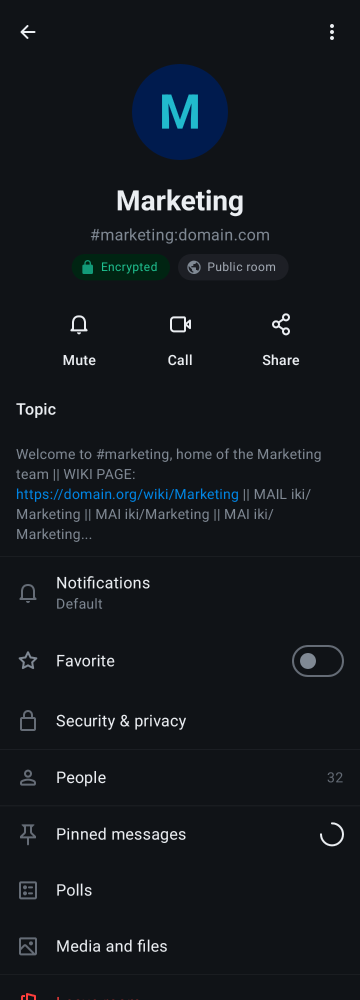 M
Marketing
#marketing:domain.com
Encrypted
Public room
Mute
Call
Share
Topic
Welcome to #marketing, home of the Marketing
team || WIKI PAGE:
https://domain.org/wiki/Marketing || MAIL iki/
Marketing || MAI iki/Marketing || MAI iki/
Marketing...
Notifications
Default
Favorite
Security & privacy
People 32
Pinned messages
Polls
Media and files